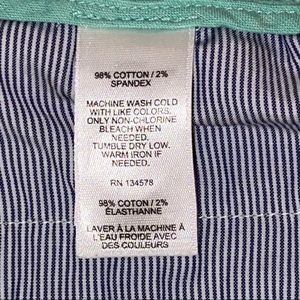 98% COTTON / 2%
SPANDEX
MACHINE WASH COLD
WITH LIKE COLORS.
ONLY NON-CHLORINE
BLEACH WHEN
NEEDED.
TUMBLE DRY LOW.
WARM IRON IF
NEEDED.
RN 134578
98% COTTON / 2%
ÉLASTHANNE
LAVER À LA MACHINE À
L'EAU FROIDE AVEC
DES COULEURS